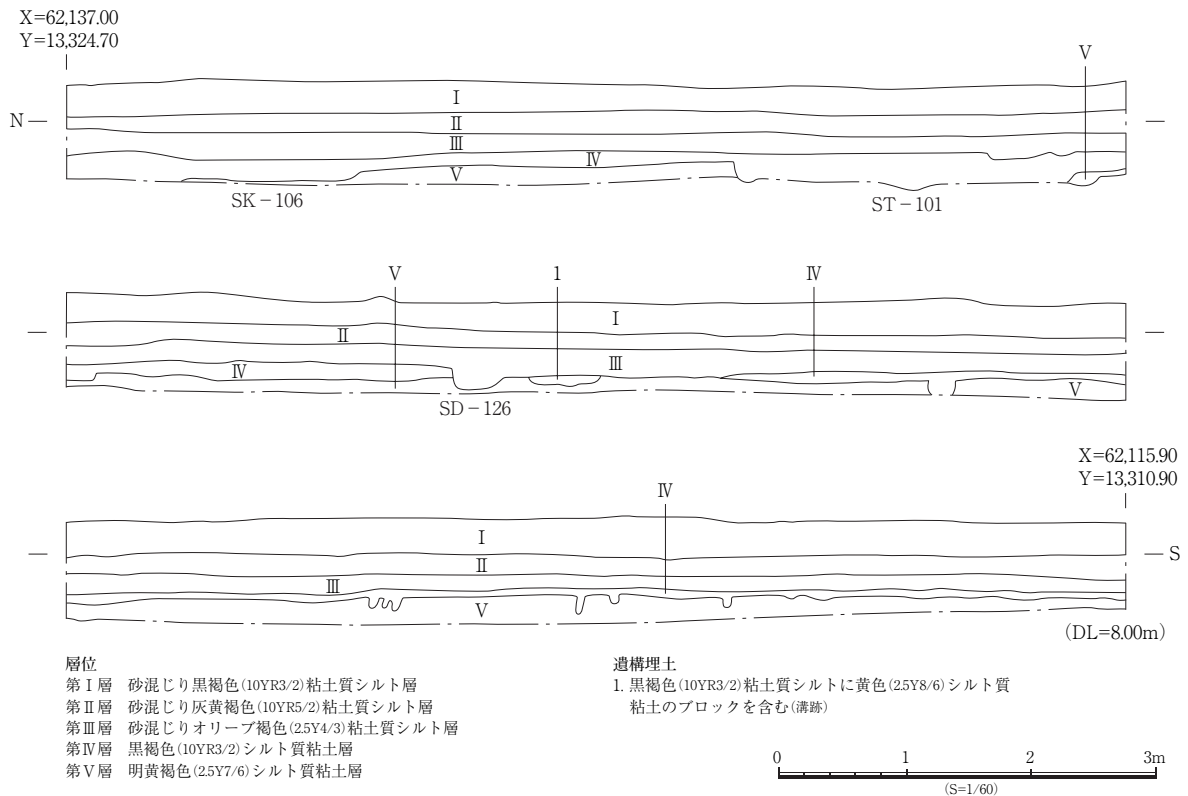 X=62,137.00
Y=13,324.70
V
N
I
II
III
IV
V
SK-106
ST-101
V
1
IV
I
II
III
IV
V
SD-126
X=62,115.90
Y=13,310.90
IV
I
S
II
III
V
(DL=8.00m)
層位
第Ⅰ層 砂混じり黒褐色(10YR3/2)粘土質シルト層
第Ⅱ層 砂混じり灰黄褐色(10YR5/2)粘土質シルト層
第Ⅲ層 砂混じりオリーブ褐色(2.5Y4/3)粘土質シルト層
第Ⅳ層 黒褐色(10YR3/2)シルト質粘土層
第Ⅴ層 明黄褐色(2.5Y7/6)シルト質粘土層
遺構埋土
1. 黒褐色(10YR3/2)粘土質シルトに黄色(2.5Y8/6)シルト質
粘土のブロックを含む(溝跡)
0 1 2 3m
(S=1/60)